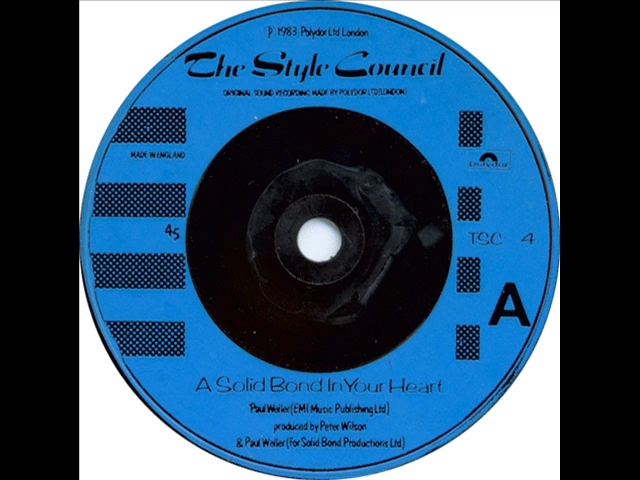 ℗ 1983 Polydor Ltd London
The Style Council
ORIGINAL SOUND RECORDING MADE BY POLYDOR LTD (LONDON)
MADE IN ENGLAND
polydor
45
TSC 4
A
A Solid Bond In Your Heart
Paul Weller (EMI Music Publishing Ltd)
produced by Peter Wilson
& Paul Weller (for Solid Bond Productions Ltd)